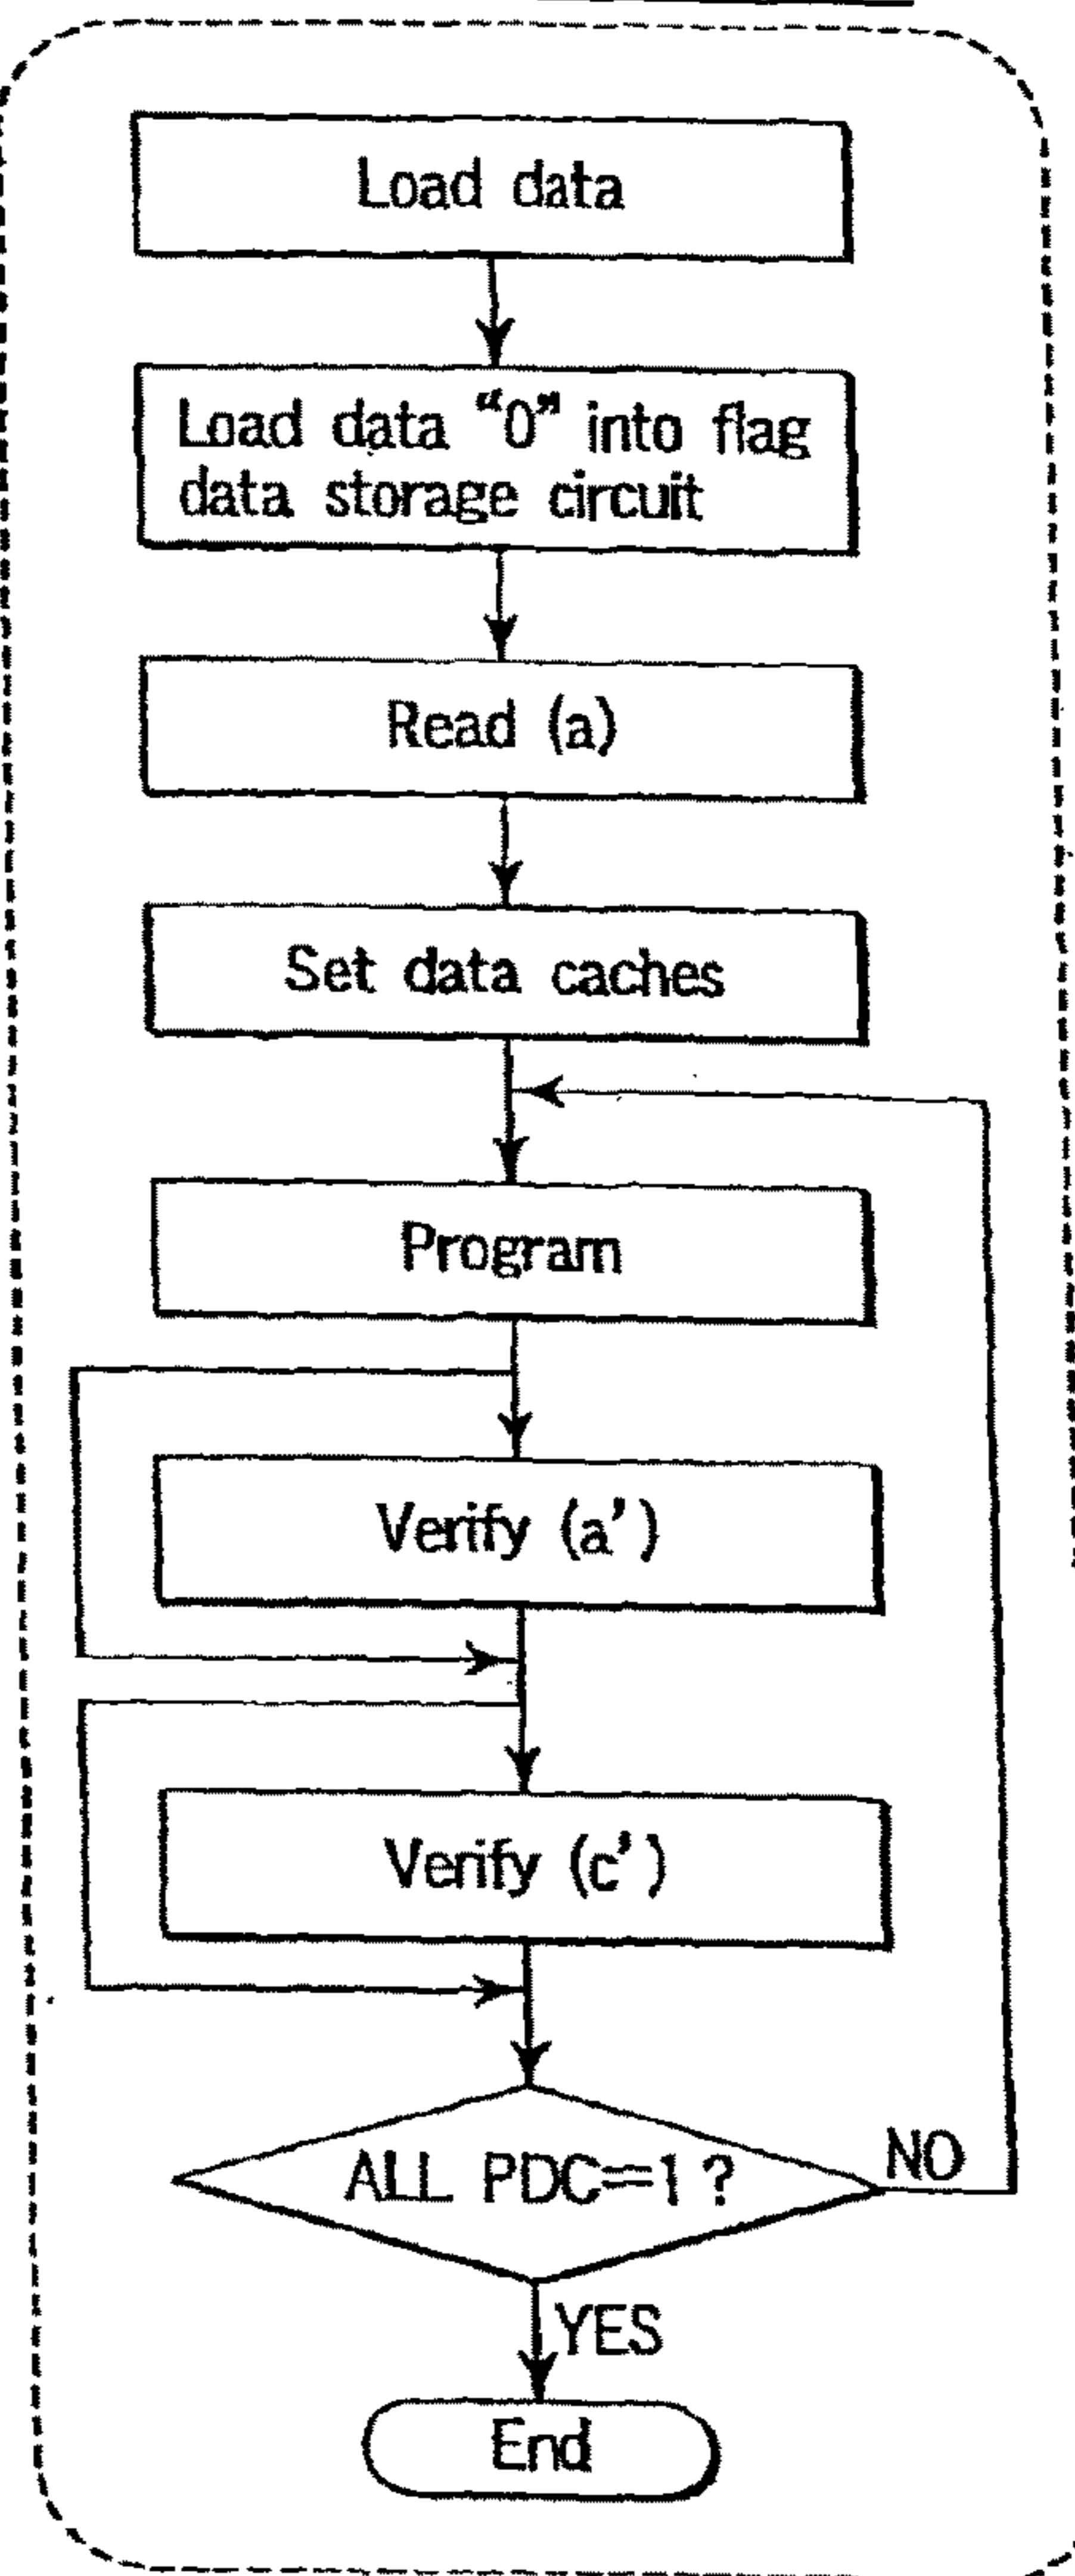 Load data
Load data “0” into flag
data storage circuit
Read (a)
Set data caches
Program
Verify (a’)
Verify (c’)
ALL PDC=1 ?
NO
YES
End